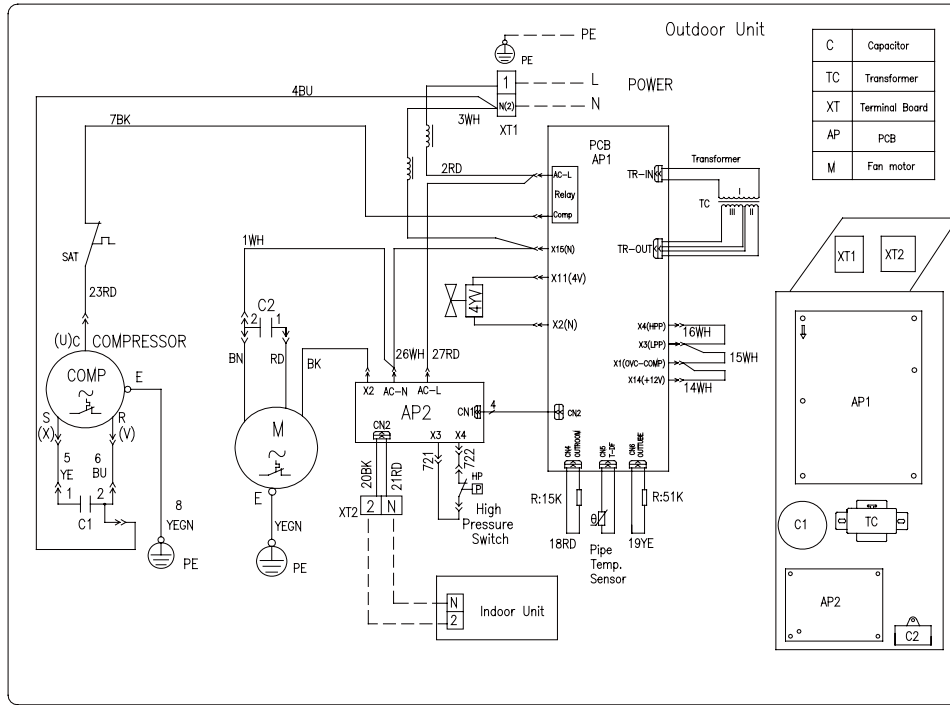 Outdoor Unit
PE
PE
1
L
POWER
N(2)
N
XT1
C Capacitor
TC Transformer
XT Terminal Board
AP PCB
M Fan motor
4BU
7BK
3WH
2RD
PCB
AP1
AC-L
Relay
Comp
TR-IN
Transformer
TC
I
III
II
TR-OUT
X15(N)
X11(4V)
4YV
X2(N)
X4(HPP)
16WH
X3(LPP)
15WH
X1(OVC-COMP)
X14(+12V)
14WH
SAT
1WH
23RD
C2
2 1
(U)C COMPRESSOR
BN
RD
BK
26WH
27RD
COMP
E
M
E
X2 AC-N AC-L
AP2
CN1
4
CN2
CN2
X3 X4
S
(X)
R
(V)
5
YE
6
BU
1
2
C1
8
YEGN
PE
YEGN
PE
20BK
21RD
XT2
2
N
721
722
HP
P
High
Pressure
Switch
CN4
OUTROOM
CN5
T-DF
CN6
OUTTUBE
R:15K
θ
R:51K
18RD
19YE
Pipe
Temp.
Sensor
N
2
Indoor Unit
XT1
XT2
AP1
C1
TC
AP2
C2